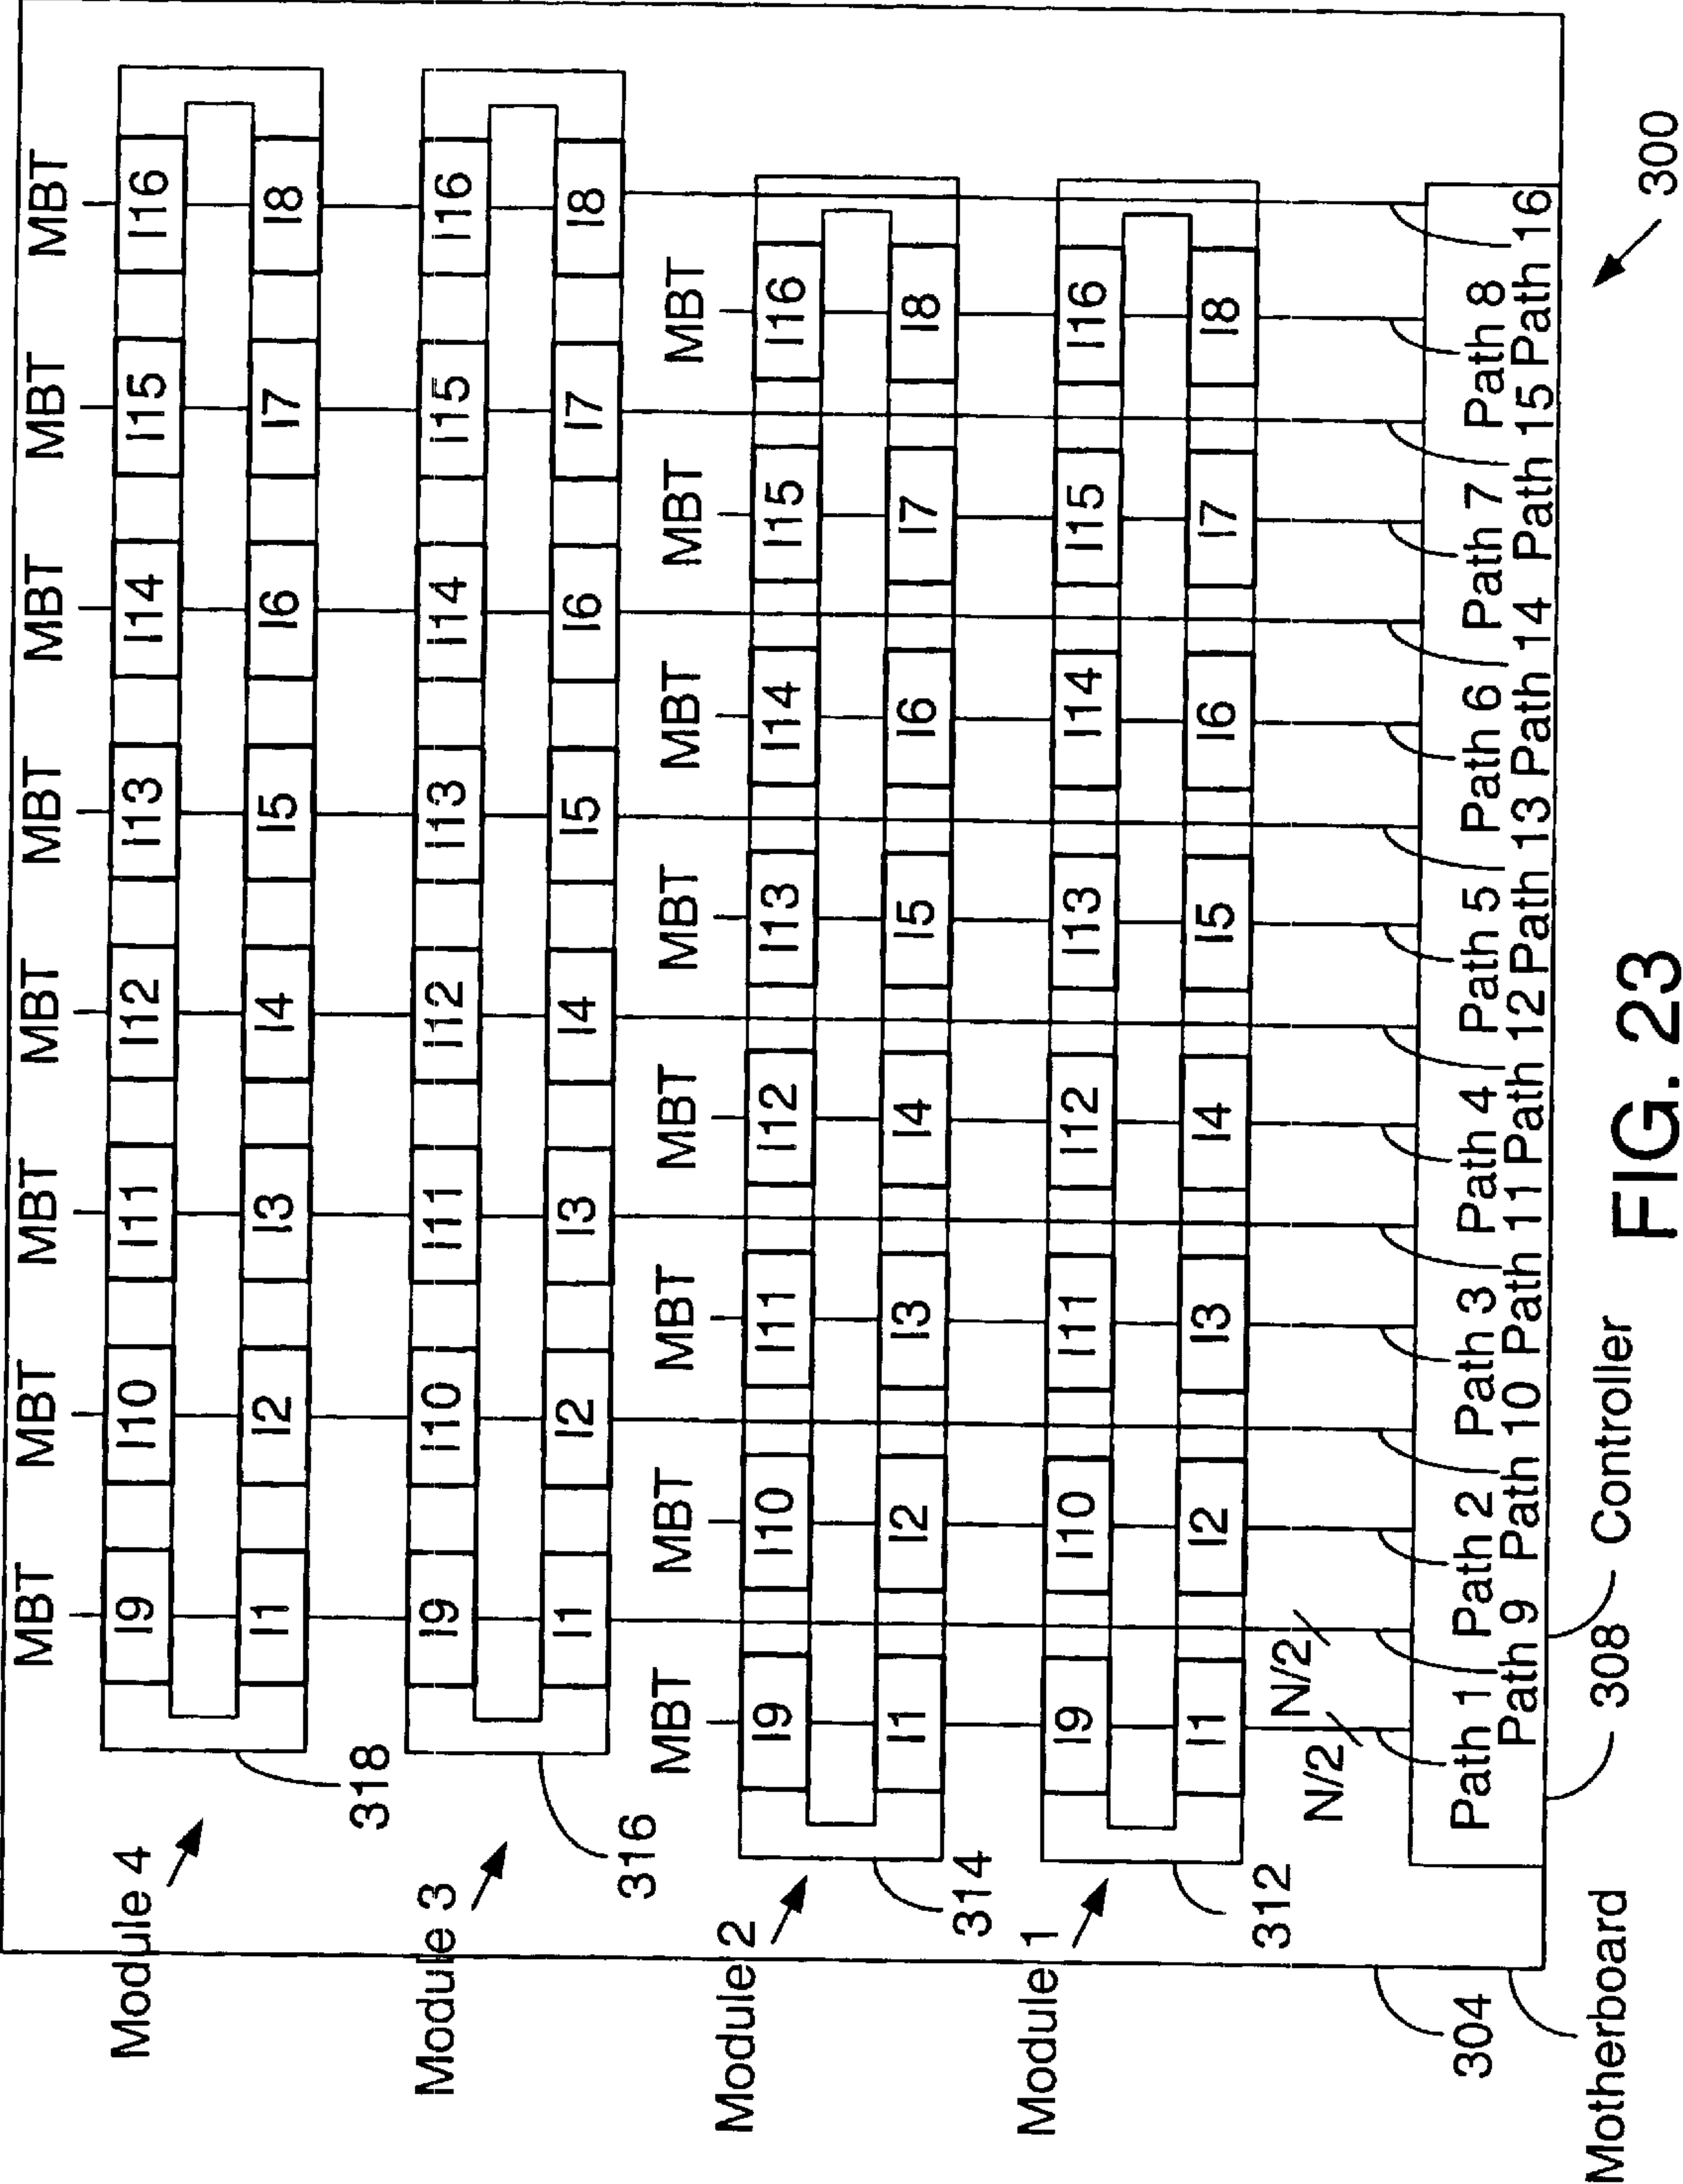 MBT MBT MBT MBT MBT MBT MBT MBT
Module 4
I9 I10 I11 I12 I13 I14 I15 I16
I1 I2 I3 I4 I5 I6 I7 I8
318
Module 3
I9 I10 I11 I12 I13 I14 I15 I16
I1 I2 I3 I4 I5 I6 I7 I8
316
MBT MBT MBT MBT MBT MBT MBT MBT
Module 2
I9 I10 I11 I12 I13 I14 I15 I16
I1 I2 I3 I4 I5 I6 I7 I8
314
Module 1
I9 I10 I11 I12 I13 I14 I15 I16
I1 I2 I3 I4 I5 I6 I7 I8
312
N/2
N/2
Path 1 Path 2 Path 3 Path 4 Path 5 Path 6 Path 7 Path 8
Path 9 Path 10 Path 11 Path 12 Path 13 Path 14 Path 15 Path 16
304
Motherboard
308
Controller
300
FIG. 23